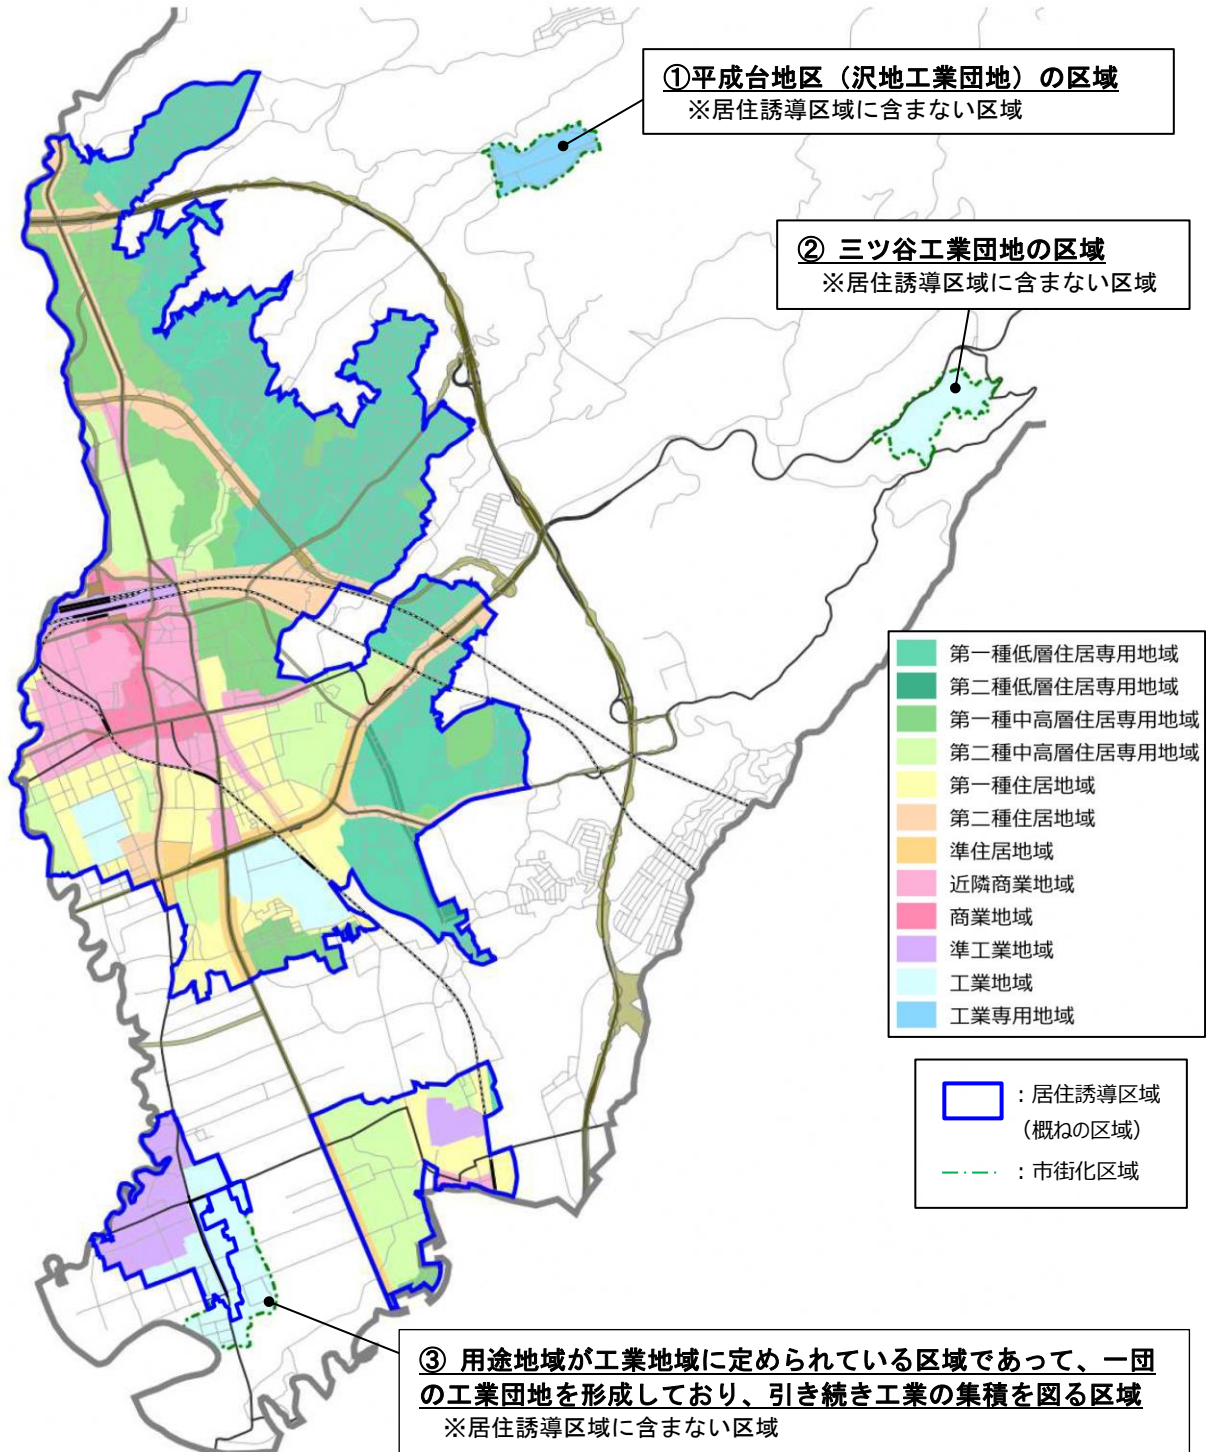 ①平成台地区（沢地工業団地）の区域
※居住誘導区域に含まない区域
② 三ツ谷工業団地の区域
※居住誘導区域に含まない区域
第一種低層住居専用地域
第二種低層住居専用地域
第一種中高層住居専用地域
第二種中高層住居専用地域
第一種住居地域
第二種住居地域
準住居地域
近隣商業地域
商業地域
準工業地域
工業地域
工業専用地域
：居住誘導区域
（概ねの区域）
：市街化区域
③ 用途地域が工業地域に定められている区域であって、一団
の工業団地を形成しており、引き続き工業の集積を図る区域
※居住誘導区域に含まない区域